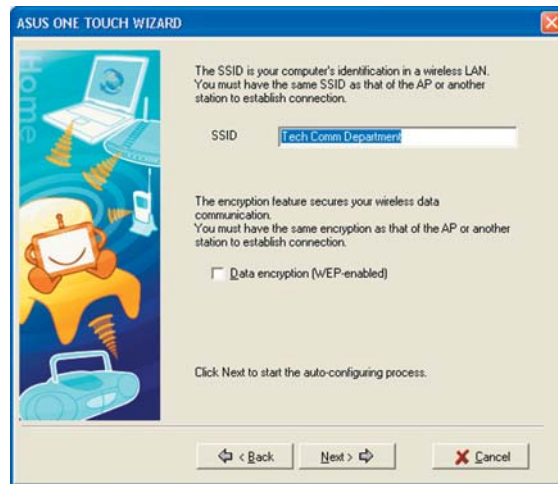 ASUS ONE TOUCH WIZARD
Home
The SSID is your computer's identification in a wireless LAN.
You must have the same SSID as that of the AP or another
station to establish connection.
SSID
Tech Comm Department
The encryption feature secures your wireless data
communication.
You must have the same encryption as that of the AP or another
station to establish connection.
Data encryption (WEP-enabled)
Click Next to start the auto-configuring process.
< Back
Next >
Cancel